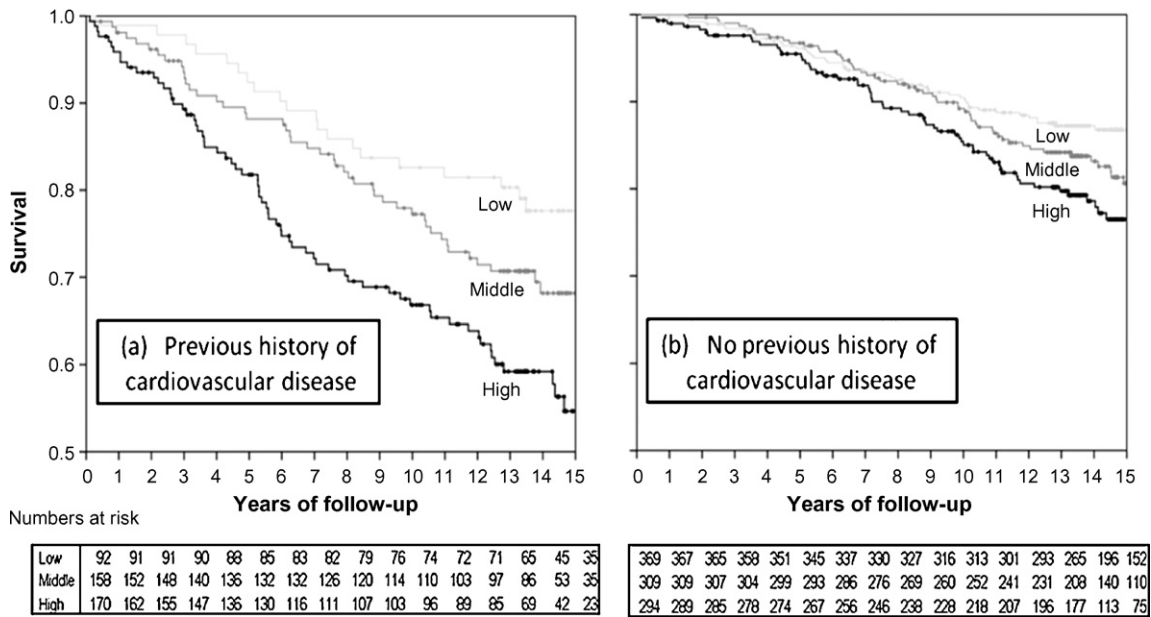 1.0
0.9
0.8
0.7
0.6
0.5
Survival
Low
Middle
High
(a) Previous history of
cardiovascular disease
0 1 2 3 4 5 6 7 8 9 10 11 12 13 14 15
Years of follow-up
Low
Middle
High
(b) No previous history of
cardiovascular disease
0 1 2 3 4 5 6 7 8 9 10 11 12 13 14 15
Years of follow-up
Numbers at risk
Low 92 91 91 90 88 85 83 82 79 76 74 72 71 65 45 35
Middle 158 152 148 140 136 132 132 126 120 114 110 103 97 86 53 35
High 170 162 155 147 136 130 116 111 107 103 96 89 85 69 42 23
369 367 365 358 351 345 337 330 327 316 313 301 293 265 196 152
309 309 307 304 299 293 286 276 269 260 252 241 231 208 140 110
294 289 285 278 274 267 256 246 238 228 218 207 196 177 113 75